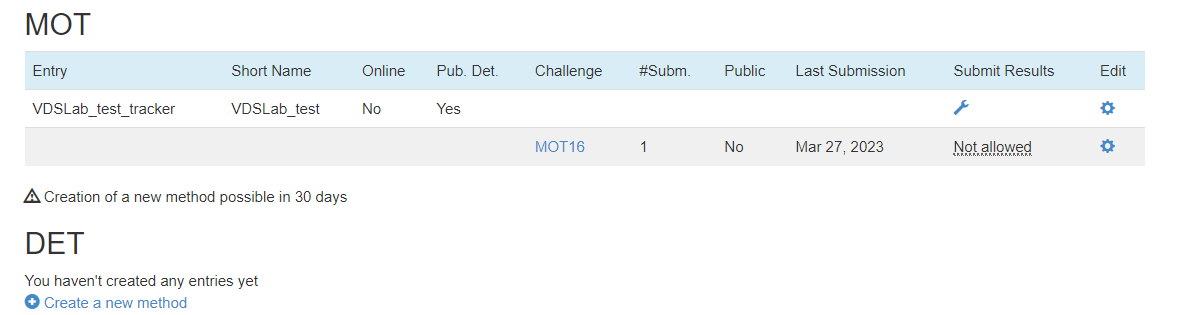 MOT
Entry Short Name Online Pub. Det. Challenge #Subm. Public Last Submission Submit Results Edit
VDSLab_test_tracker VDSLab_test No Yes
MOT16 1 No Mar 27, 2023 Not allowed
Creation of a new method possible in 30 days
DET
You haven't created any entries yet
Create a new method